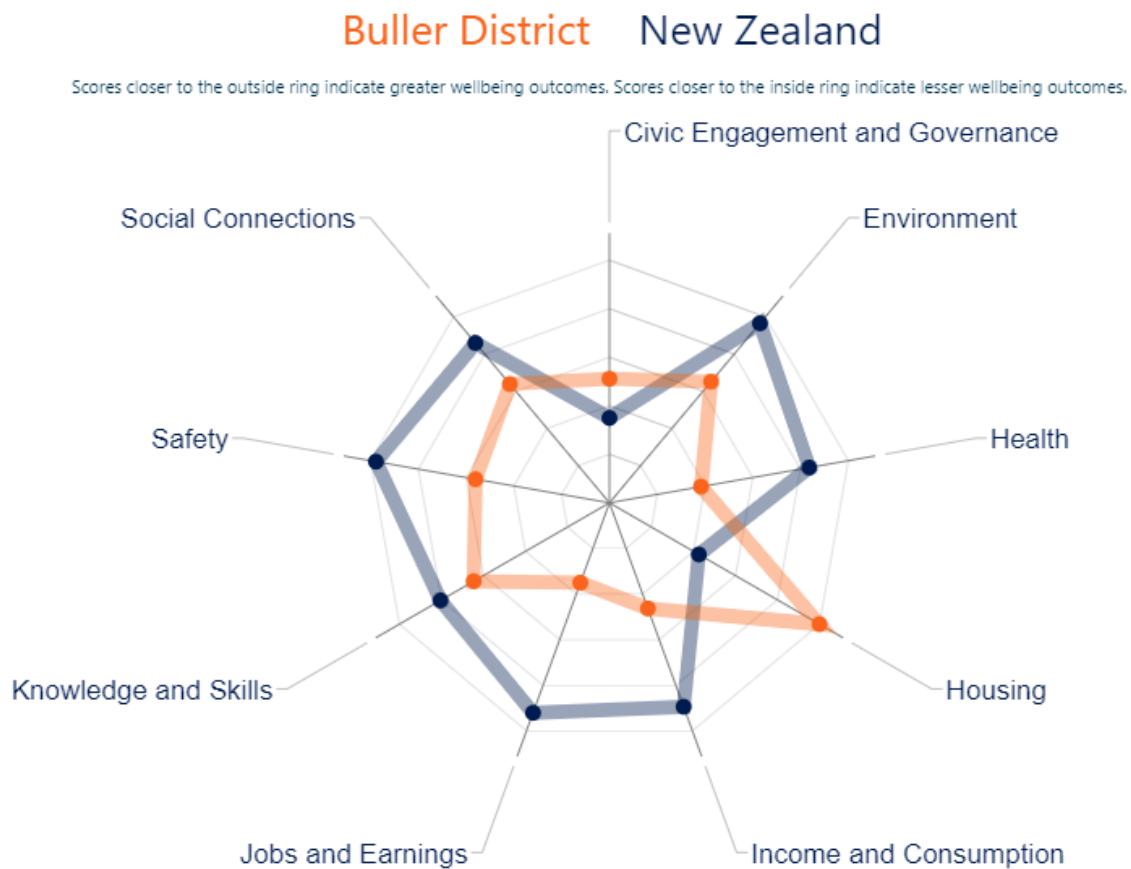 Buller District New Zealand
Scores closer to the outside ring indicate greater wellbeing outcomes. Scores closer to the inside ring indicate lesser wellbeing outcomes.
Civic Engagement and Governance
Social Connections
Environment
Safety
Health
Knowledge and Skills
Housing
Jobs and Earnings
Income and Consumption